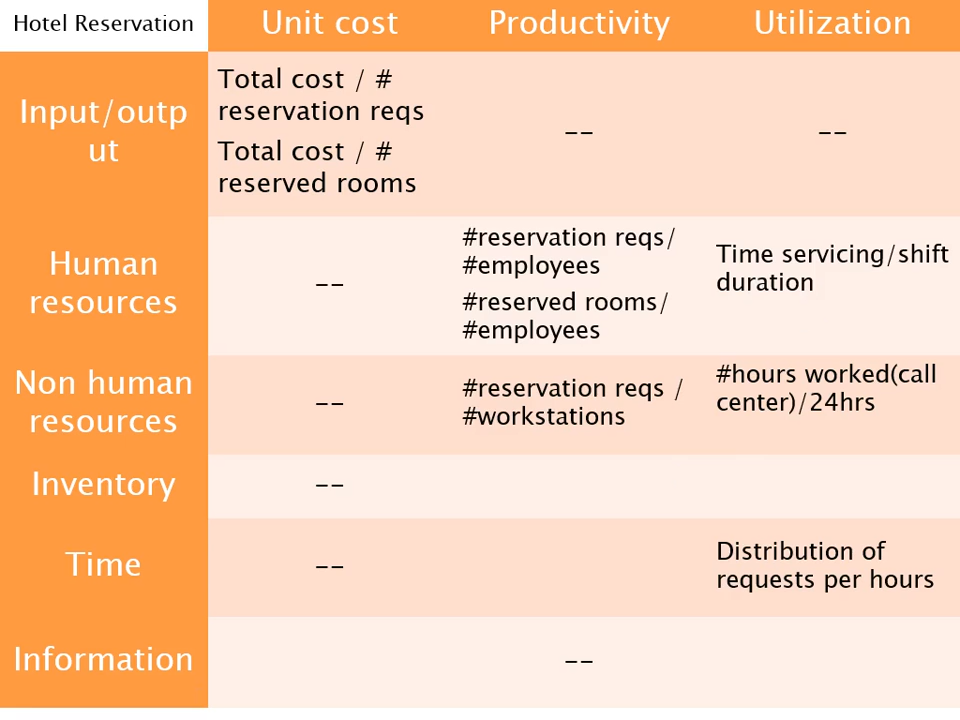 Hotel Reservation
Unit cost
Productivity
Utilization
Input/outp
ut
Total cost / #
reservation reqs
Total cost / #
reserved rooms
--
--
Human
resources
--
#reservation reqs/
#employees
#reserved rooms/
#employees
Time servicing/shift
duration
Non human
resources
--
#reservation reqs /
#workstations
#hours worked(call
center)/24hrs
Inventory
--
Time
--
Distribution of
requests per hours
Information
--